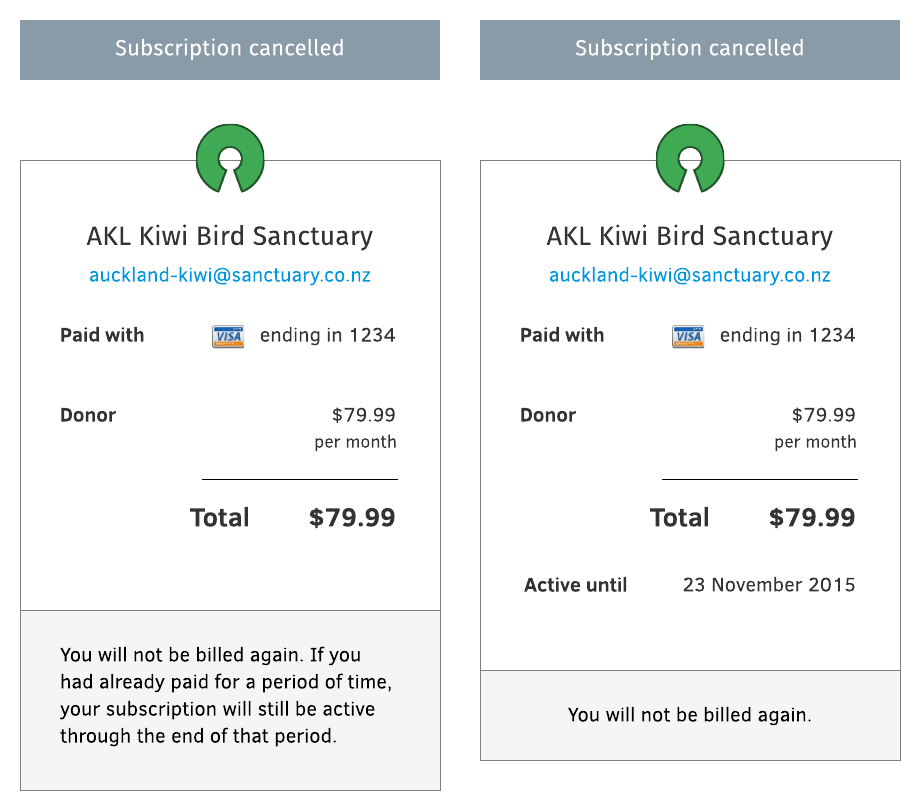 Subscription cancelled
AKL Kiwi Bird Sanctuary
auckland-kiwi@sanctuary.co.nz
Paid with VISA ending in 1234
Donor $79.99
per month
Total $79.99
You will not be billed again. If you
had already paid for a period of time,
your subscription will still be active
through the end of that period.
Subscription cancelled
AKL Kiwi Bird Sanctuary
auckland-kiwi@sanctuary.co.nz
Paid with VISA ending in 1234
Donor $79.99
per month
Total $79.99
Active until 23 November 2015
You will not be billed again.